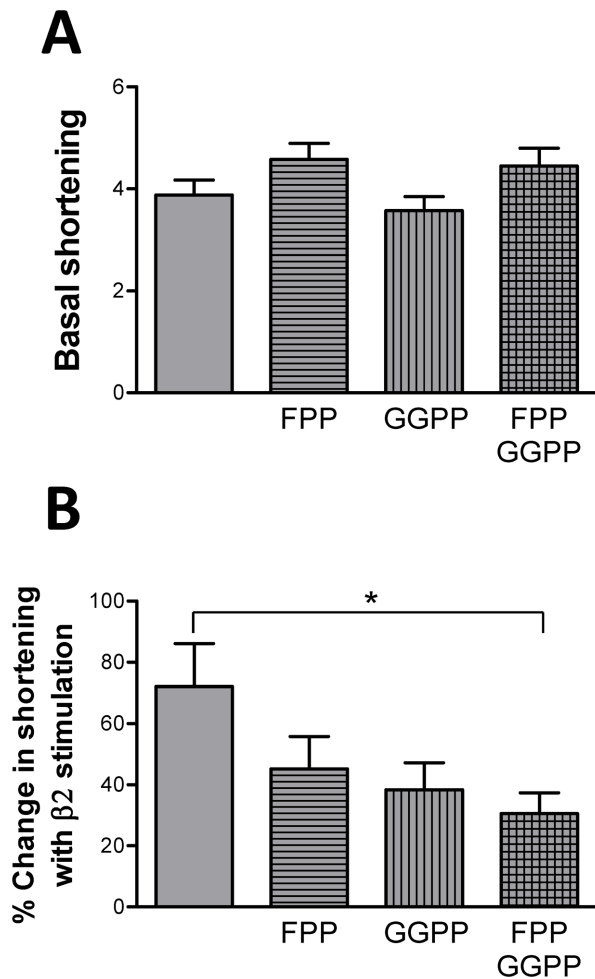 A
Basal shortening
6
4
2
0
FPP
GGPP
FPP
GGPP
B
% Change in shortening
with β2 stimulation
100
80
60
40
20
0
*
FPP
GGPP
FPP
GGPP